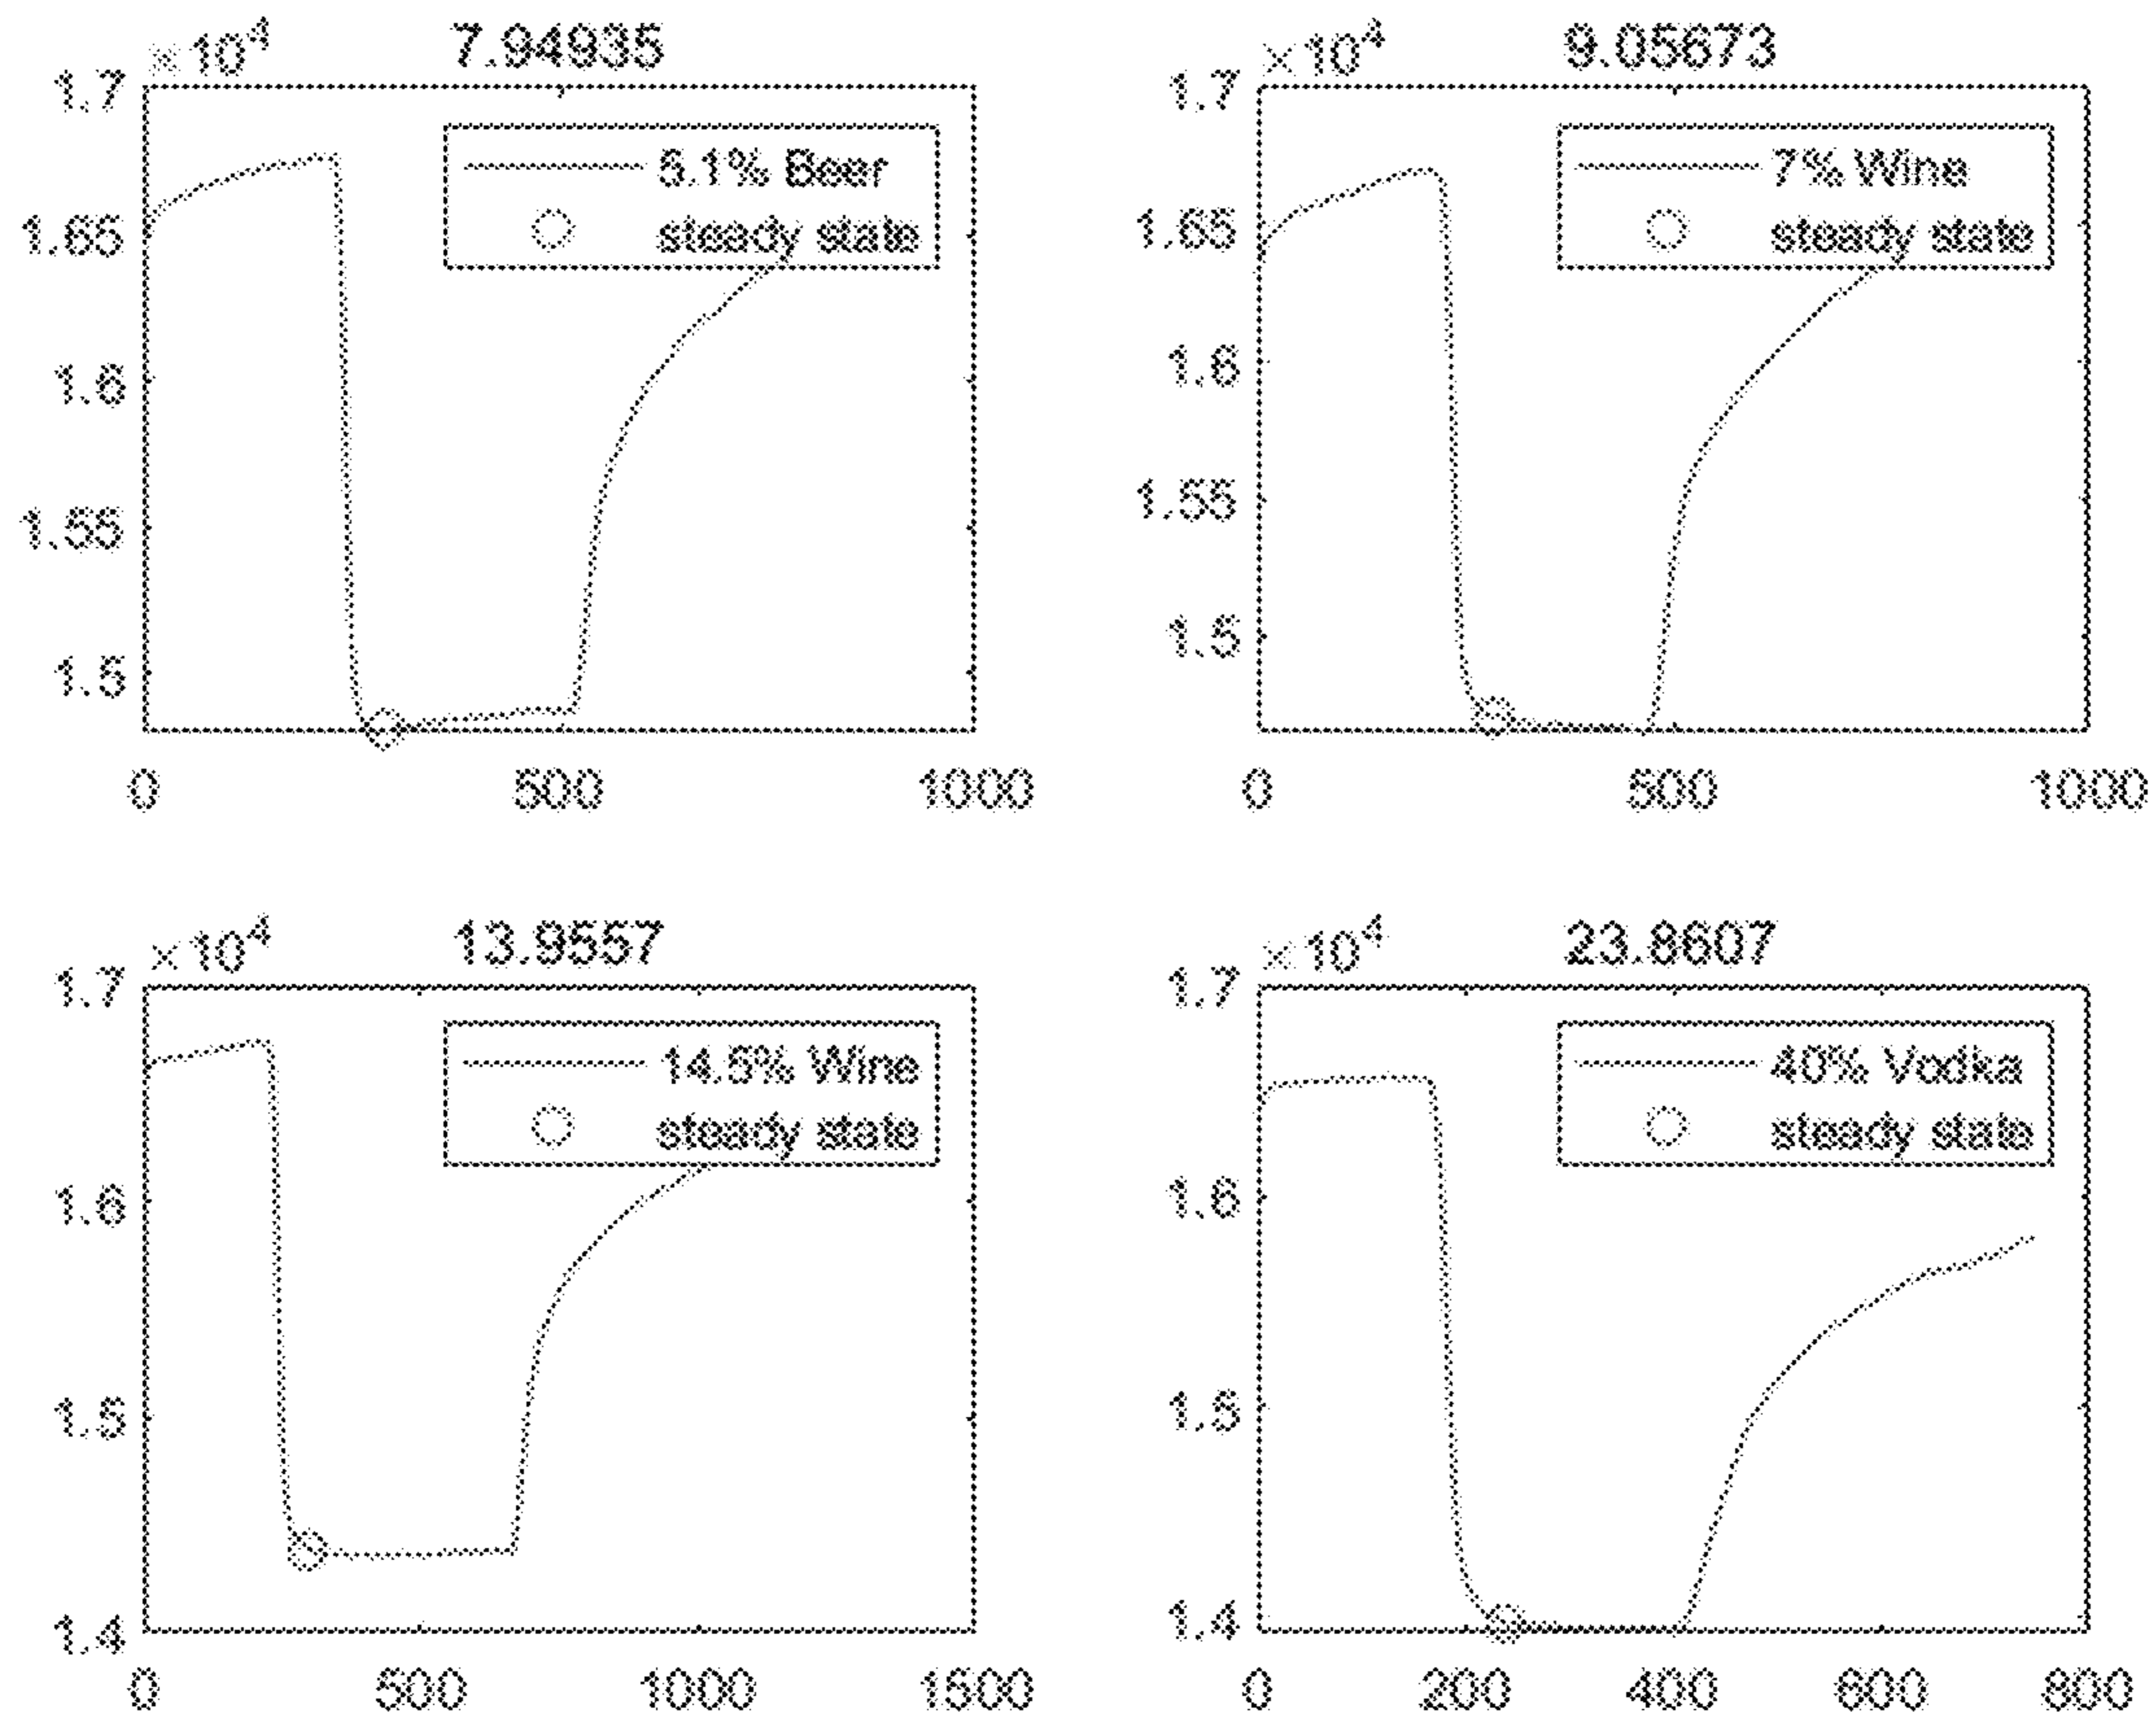 ×10⁴ 7.94935
1.7
1.65
1.6
1.55
1.5
0 500 1000
5.1% Beer
steady state
×10⁴ 9.05673
1.7
1.65
1.6
1.55
1.5
0 500 1000
7% Wine
steady state
×10⁴ 13.9557
1.7
1.6
1.5
1.4
0 500 1000 1500
14.5% Wine
steady state
×10⁴ 23.8607
1.7
1.6
1.5
1.4
0 200 400 600 800
40% Vodka
steady state